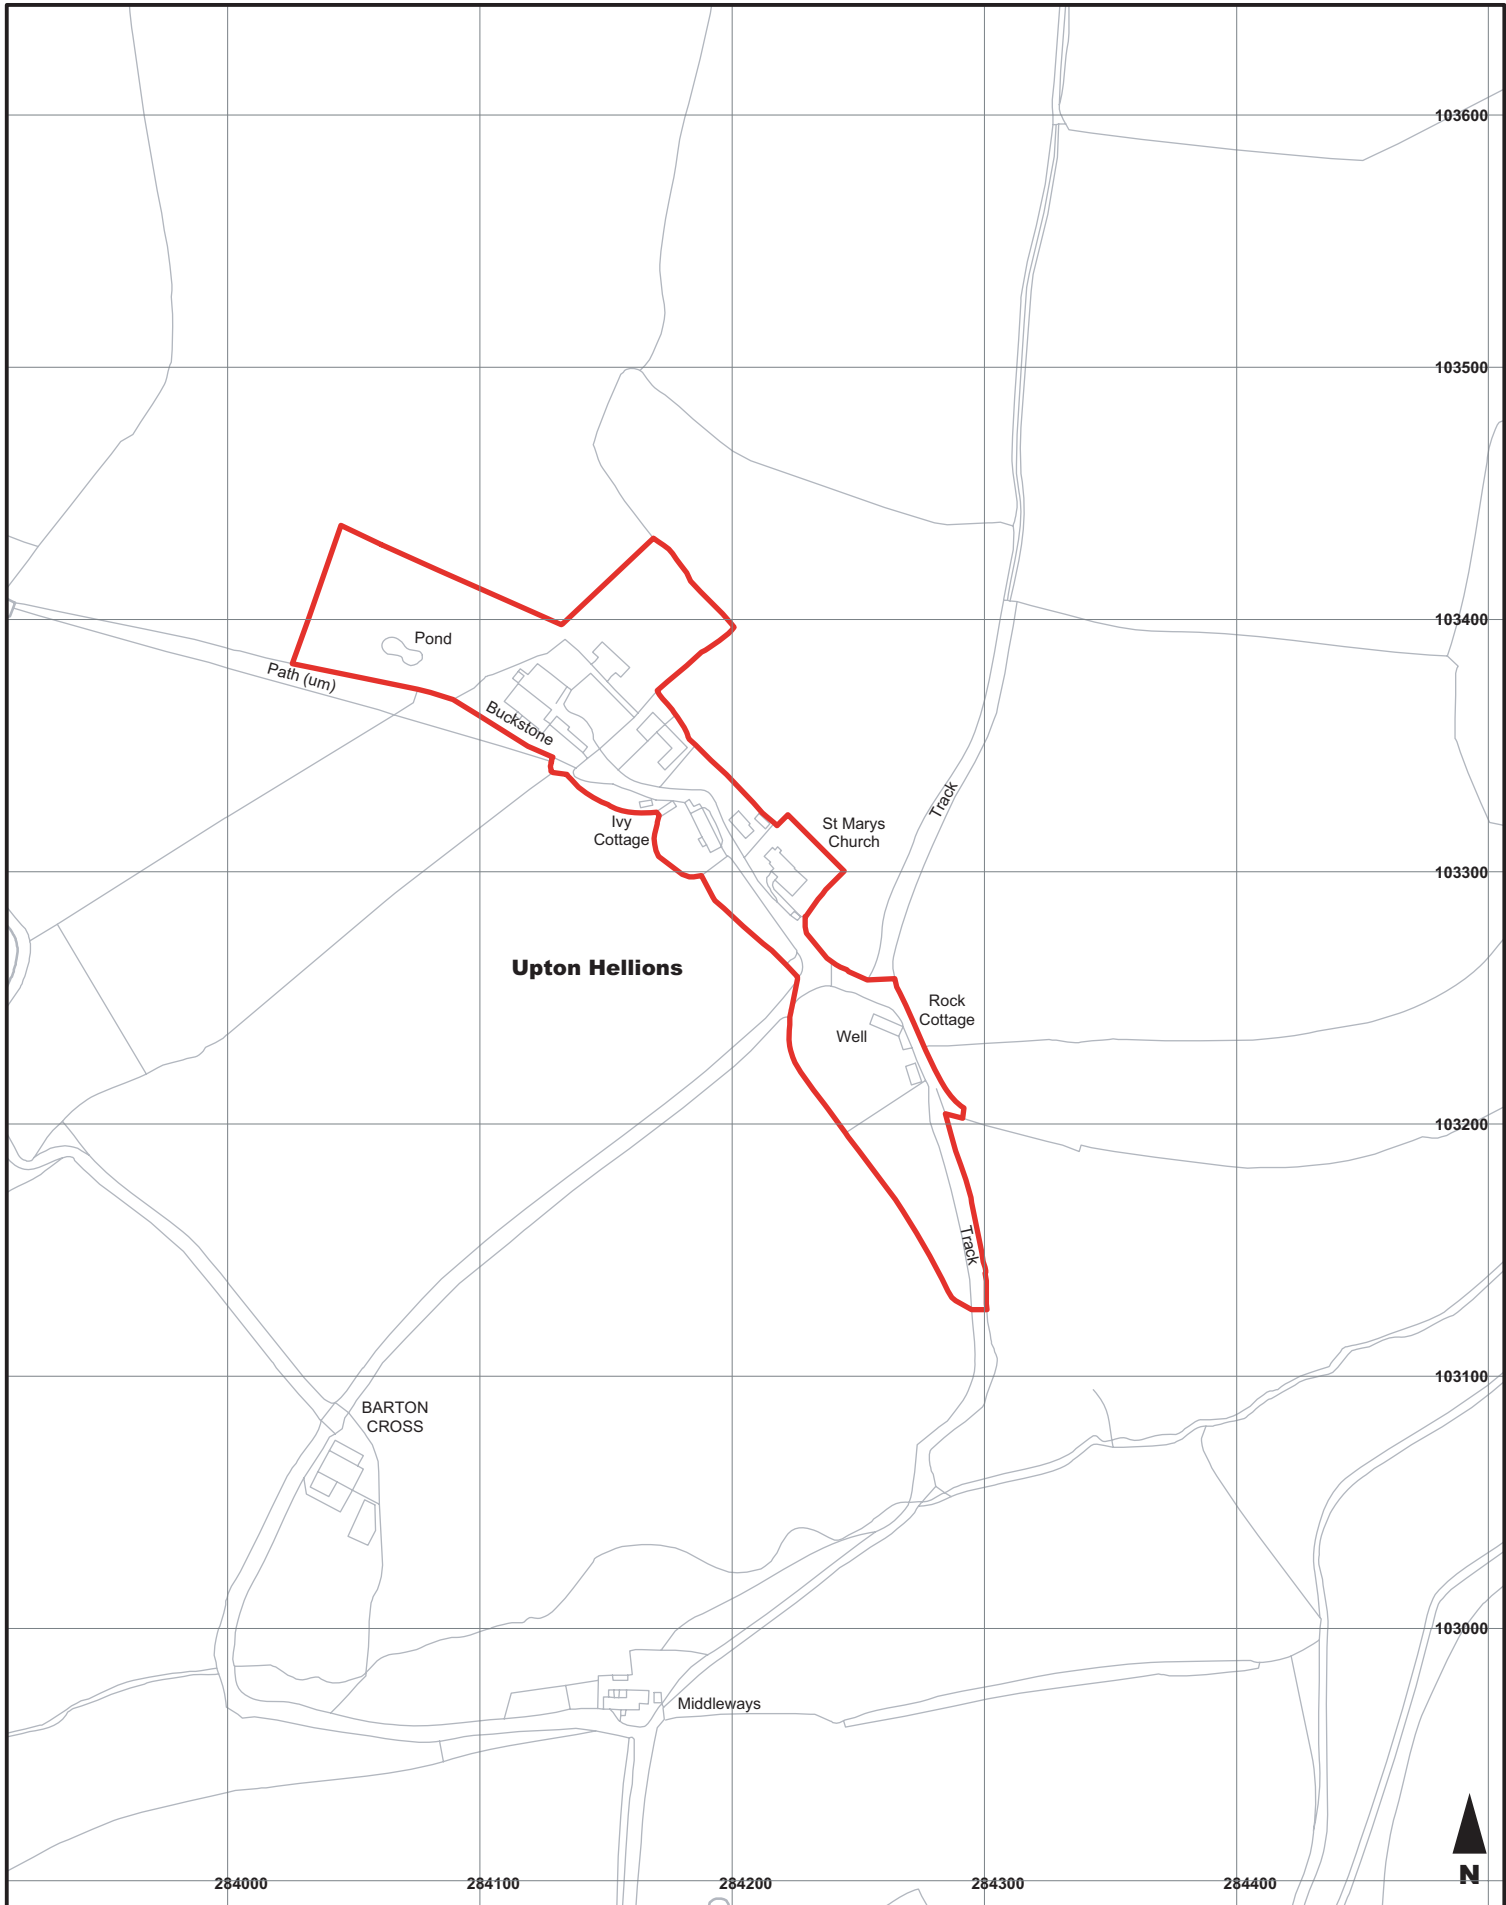 103600
103500
103400
Pond
Path (um)
Buckstone
Track
Ivy
Cottage
St Marys
Church
103300
Upton Hellions
Rock
Cottage
Well
103200
Track
103100
BARTON
CROSS
103000
Middleways
N
284000
284100
284200
284300
284400